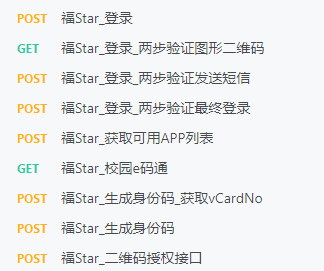 POST 福Star_登录
GET 福Star_登录_两步验证图形二维码
POST 福Star_登录_两步验证发送短信
POST 福Star_登录_两步验证最终登录
POST 福Star_获取可用APP列表
GET 福Star_校园e码通
POST 福Star_生成身份码_获取vCardNo
POST 福Star_生成身份码
POST 福Star_二维码授权接口